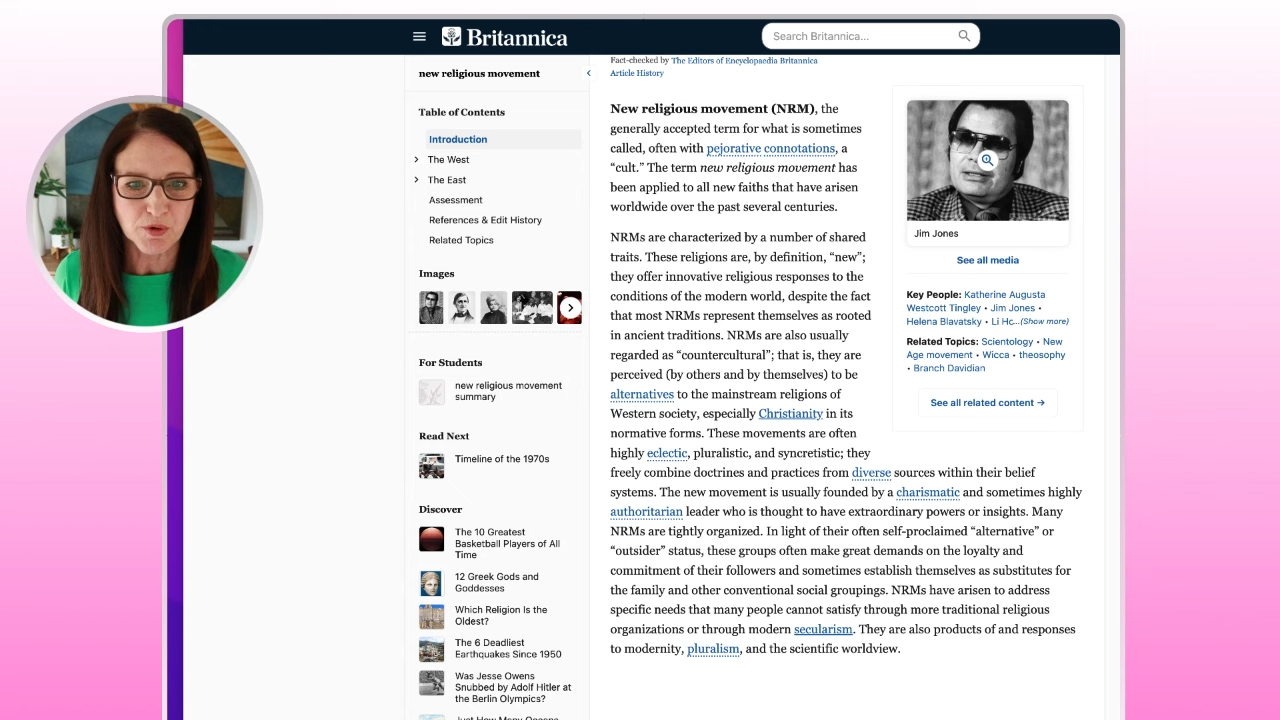 Britannica
Search Britannica...
new religious movement
Table of Contents
Introduction
The West
The East
Assessment
References & Edit History
Related Topics
Images
For Students
new religious movement
summary
Read Next
Timeline of the 1970s
Discover
The 10 Greatest
Basketball Players of All
Time
12 Greek Gods and
Goddesses
Which Religion Is the
Oldest?
The 6 Deadliest
Earthquakes Since 1950
Was Jesse Owens
Snubbed by Adolf Hitler at
the Berlin Olympics?
Fact-checked by The Editors of Encyclopaedia Britannica
Article History
New religious movement (NRM), the
generally accepted term for what is sometimes
called, often with pejorative connotations, a
“cult.” The term new religious movement has
been applied to all new faiths that have arisen
worldwide over the past several centuries.
NRMs are characterized by a number of shared
traits. These religions are, by definition, “new”;
they offer innovative religious responses to the
conditions of the modern world, despite the fact
that most NRMs represent themselves as rooted
in ancient traditions. NRMs are also usually
regarded as “countercultural”; that is, they are
perceived (by others and by themselves) to be
alternatives to the mainstream religions of
Western society, especially Christianity in its
normative forms. These movements are often
highly eclectic, pluralistic, and syncretistic; they
freely combine doctrines and practices from diverse sources within their belief
systems. The new movement is usually founded by a charismatic and sometimes highly
authoritarian leader who is thought to have extraordinary powers or insights. Many
NRMs are tightly organized. In light of their often self-proclaimed “alternative” or
“outsider” status, these groups often make great demands on the loyalty and
commitment of their followers and sometimes establish themselves as substitutes for
the family and other conventional social groupings. NRMs have arisen to address
specific needs that many people cannot satisfy through more traditional religious
organizations or through modern secularism. They are also products of and responses
to modernity, pluralism, and the scientific worldview.
Jim Jones
See all media
Key People: Katherine Augusta
Westcott Tingley • Jim Jones •
Helena Blavatsky • Li Hc...(Show more)
Related Topics: Scientology • New
Age movement • Wicca • theosophy
• Branch Davidian
See all related content →